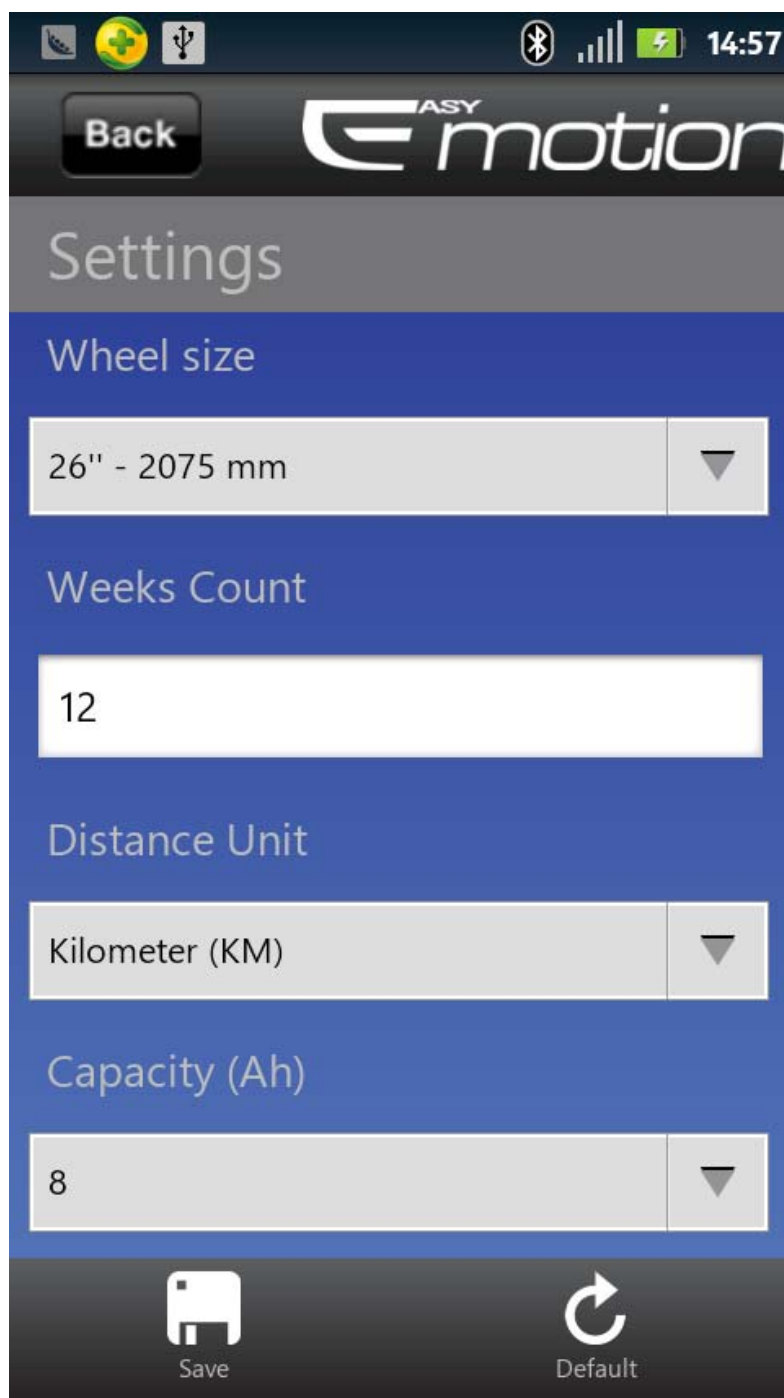 14:57
Back
EASY
motion
Settings
Wheel size
26'' - 2075 mm
Weeks Count
12
Distance Unit
Kilometer (KM)
Capacity (Ah)
8
Save
Default